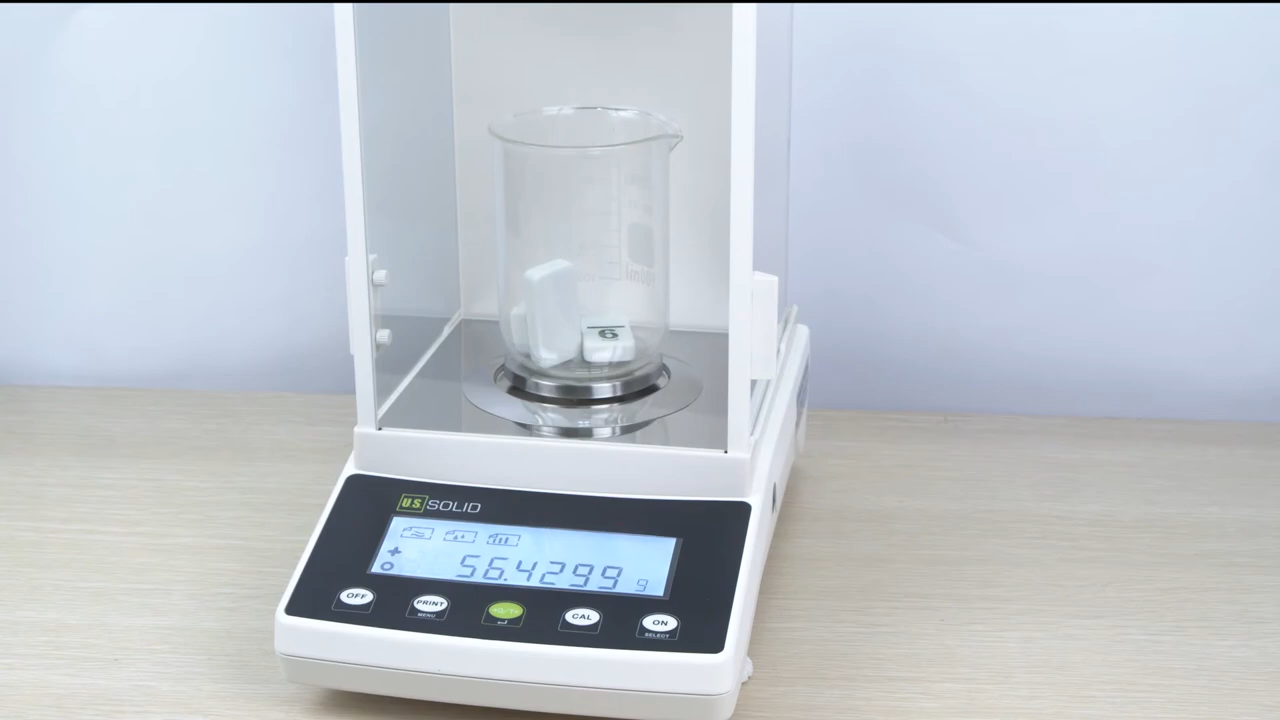 6
U.S. SOLID
56.4299 g
OFF
PRINT
MENU
CAL
ON
SELECT